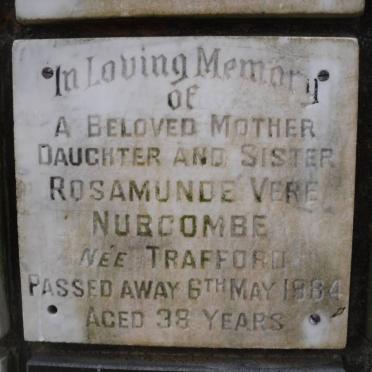 In Loving Memory
of
A Beloved Mother
Daughter and Sister
Rosamunde Vere
Nurcombe
née Trafford
Passed away 6th May 1984
Aged 38 Years